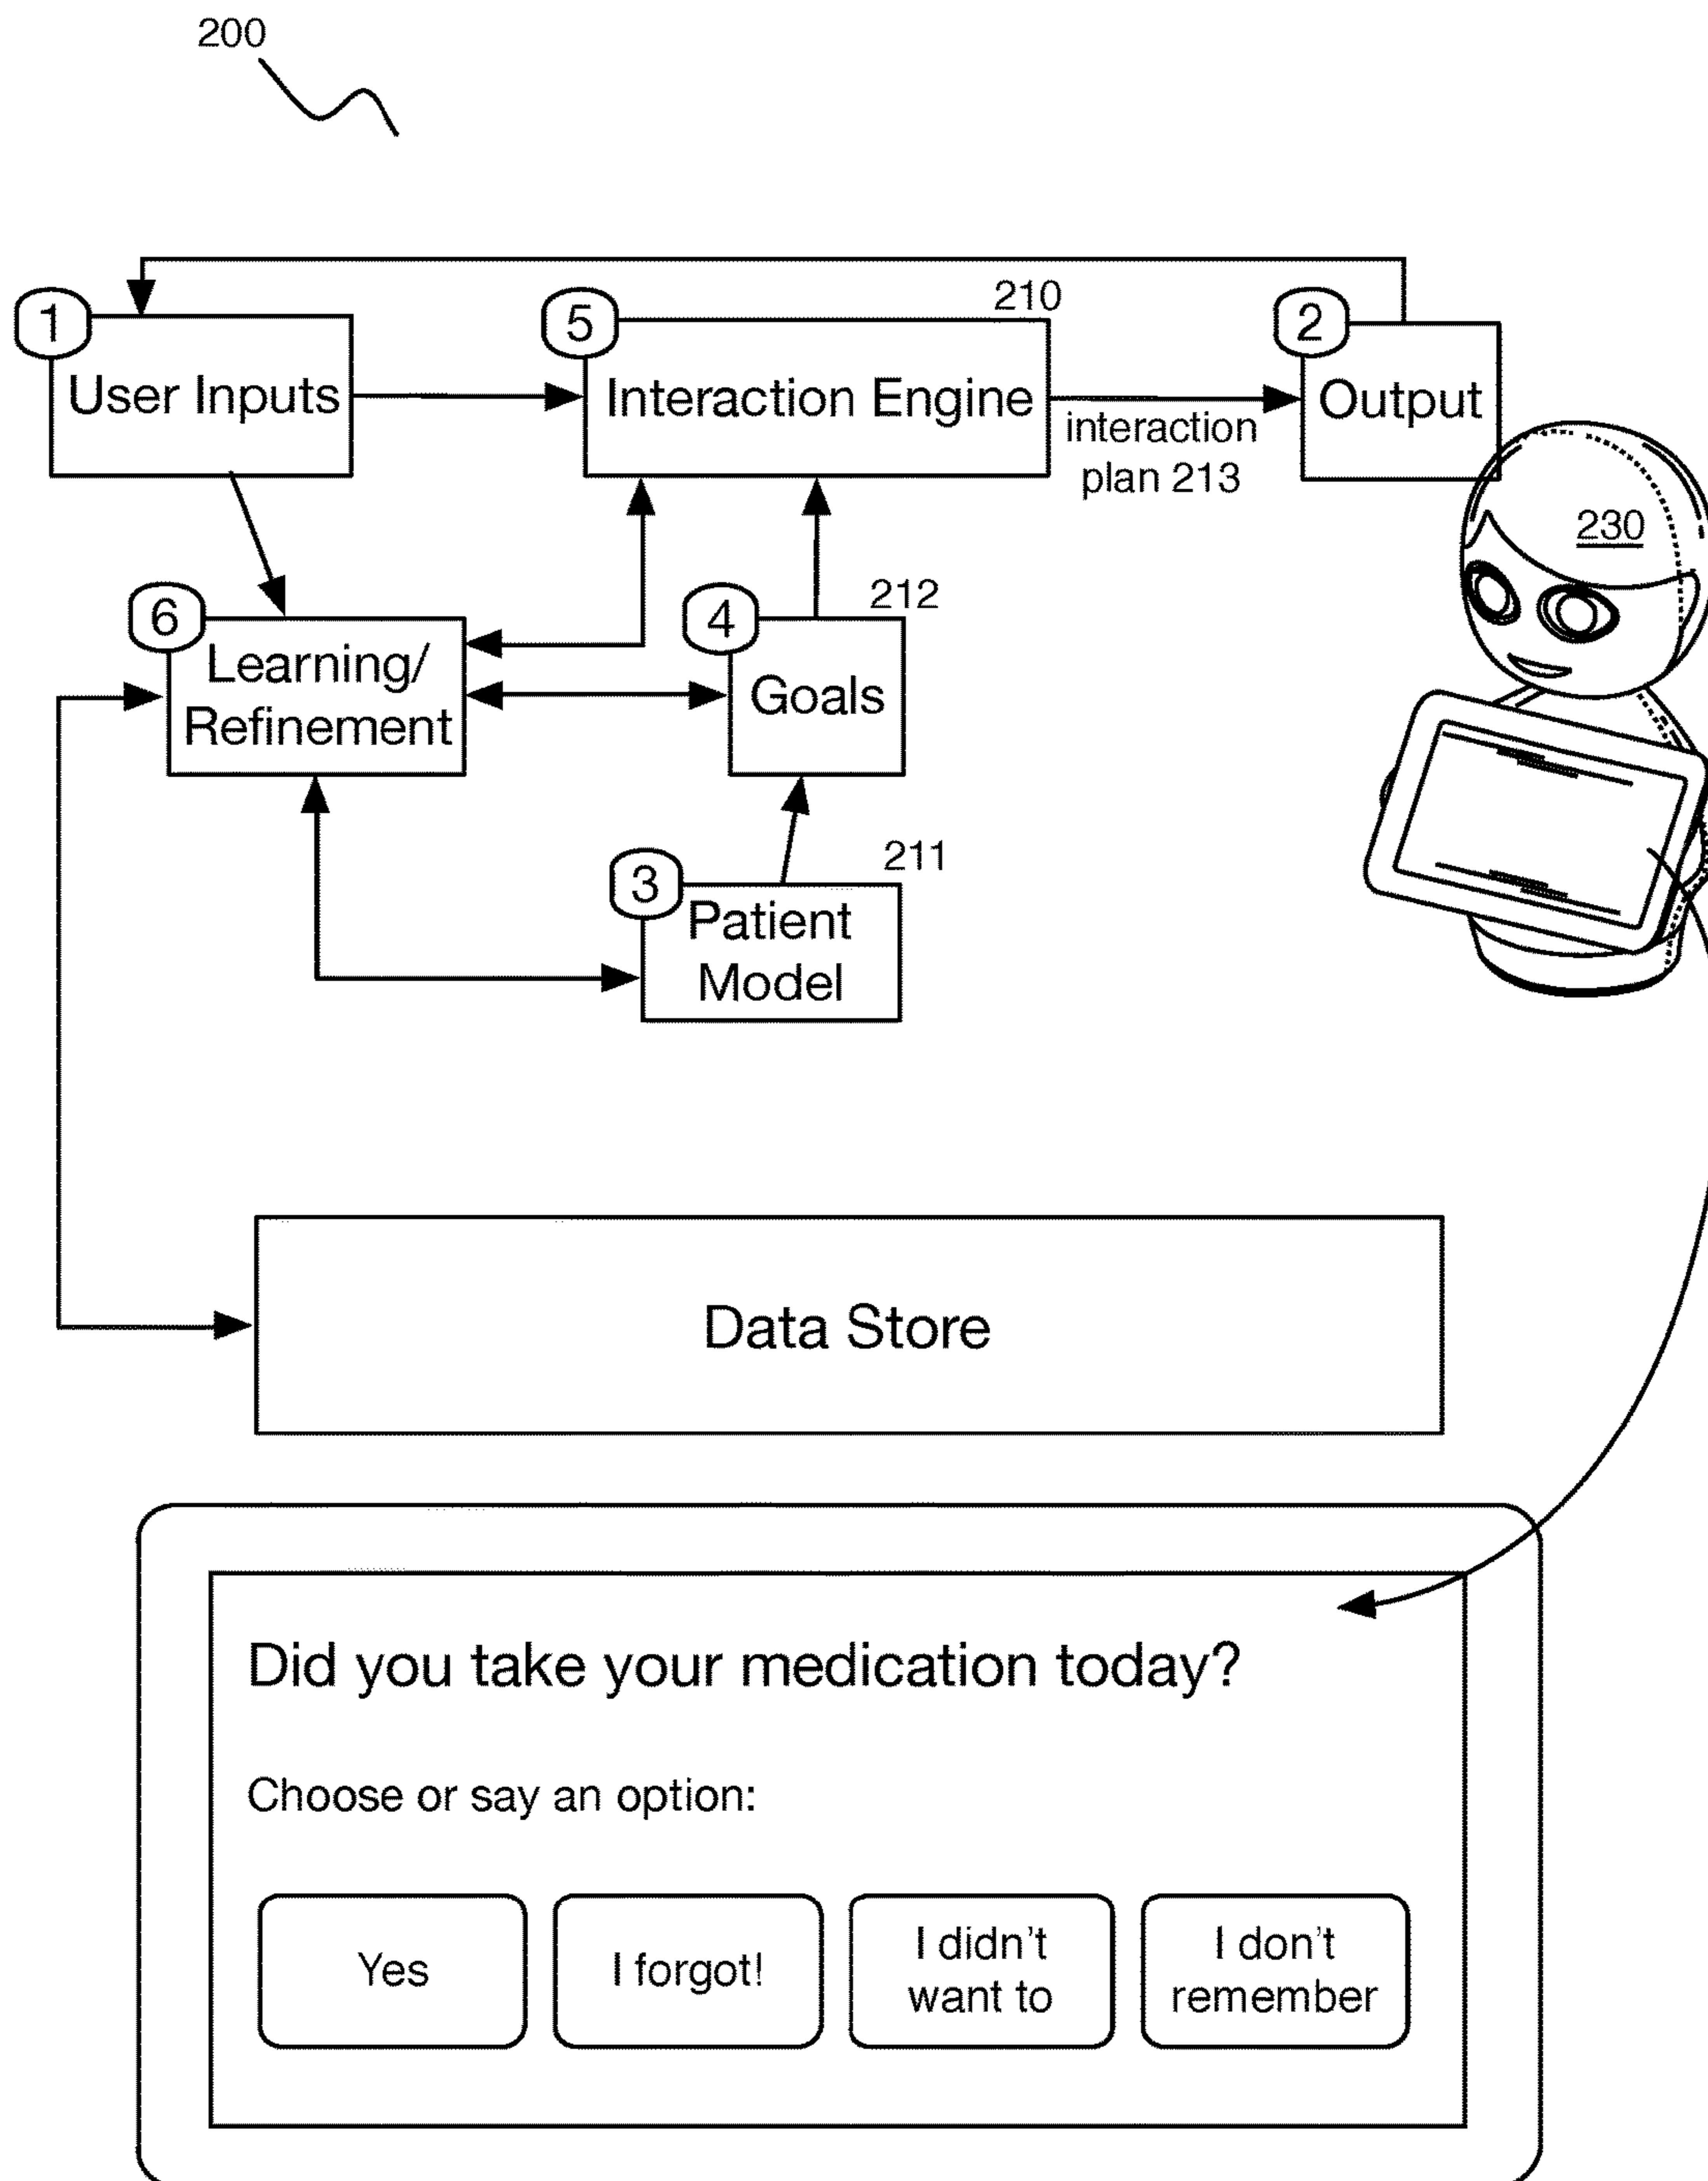 200
1
User Inputs
5
210
Interaction Engine
interaction
plan 213
2
Output
230
6
Learning/
Refinement
4
212
Goals
3
211
Patient
Model
Data Store
Did you take your medication today?
Choose or say an option:
Yes
I forgot!
I didn't
want to
I don't
remember